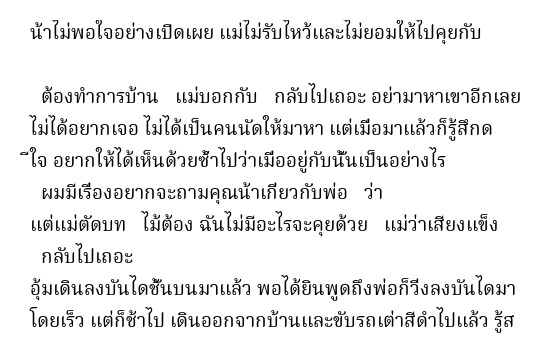 น้าไม่พอใจอย่างเปิดเผย แม่ไม่รับไหว้และไม่ยอมให้ไปคุยกับ
ต้องทำการบ้าน แม่บอกกับ กลับไปเถอะ อย่ามาหาเขาอีกเลย
ไม่ได้อยากเจอ ไม่ได้เป็นคนนัดให้มาหา แต่เมื่อมาแล้วก็รู้สึกด
ีใจ อยากให้ได้เห็นด้วยซ้ำไปว่าเมื่ออยู่กับนั้นเป็นอย่างไร
ผมมีเรื่องอยากจะถามคุณน้าเกี่ยวกับพ่อ ว่า
แต่แม่ตัดบท ไม้ต้อง ฉันไม่มีอะไรจะคุยด้วย แม่ว่าเสียงแข็ง
กลับไปเถอะ
อุ้มเดินลงบันไดชั้นบนมาแล้ว พอได้ยินพูดถึงพ่อก็วิ่งลงบันไดมา
โดยเร็ว แต่ก็ช้าไป เดินออกจากบ้านและขับรถเต่าสีดำไปแล้ว รู้ส